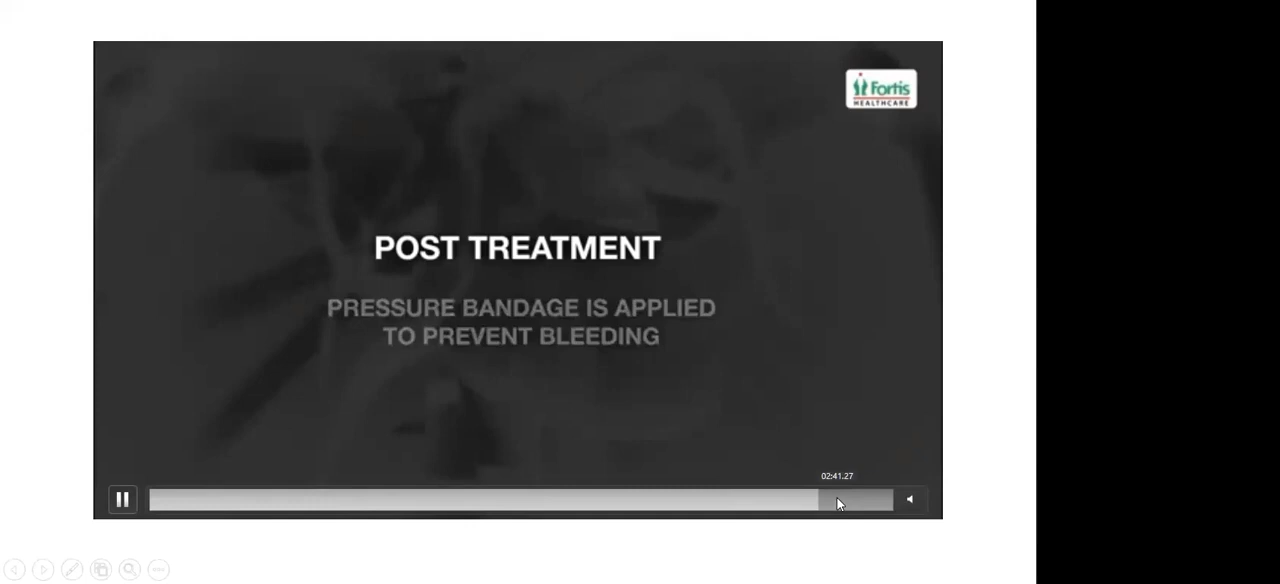 Fortis
HEALTHCARE
POST TREATMENT
PRESSURE BANDAGE IS APPLIED
TO PREVENT BLEEDING
02:41.27